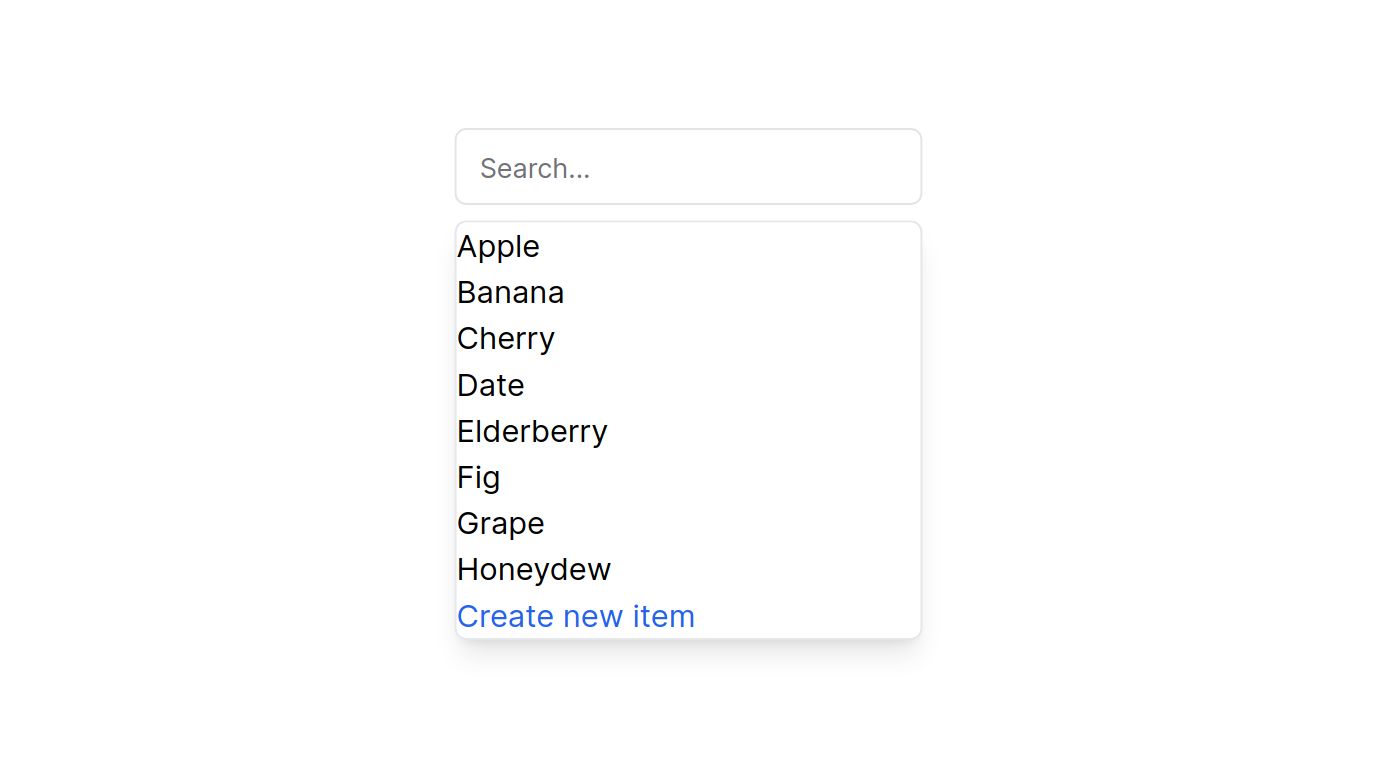 Search...
Apple
Banana
Cherry
Date
Elderberry
Fig
Grape
Honeydew
Create new item